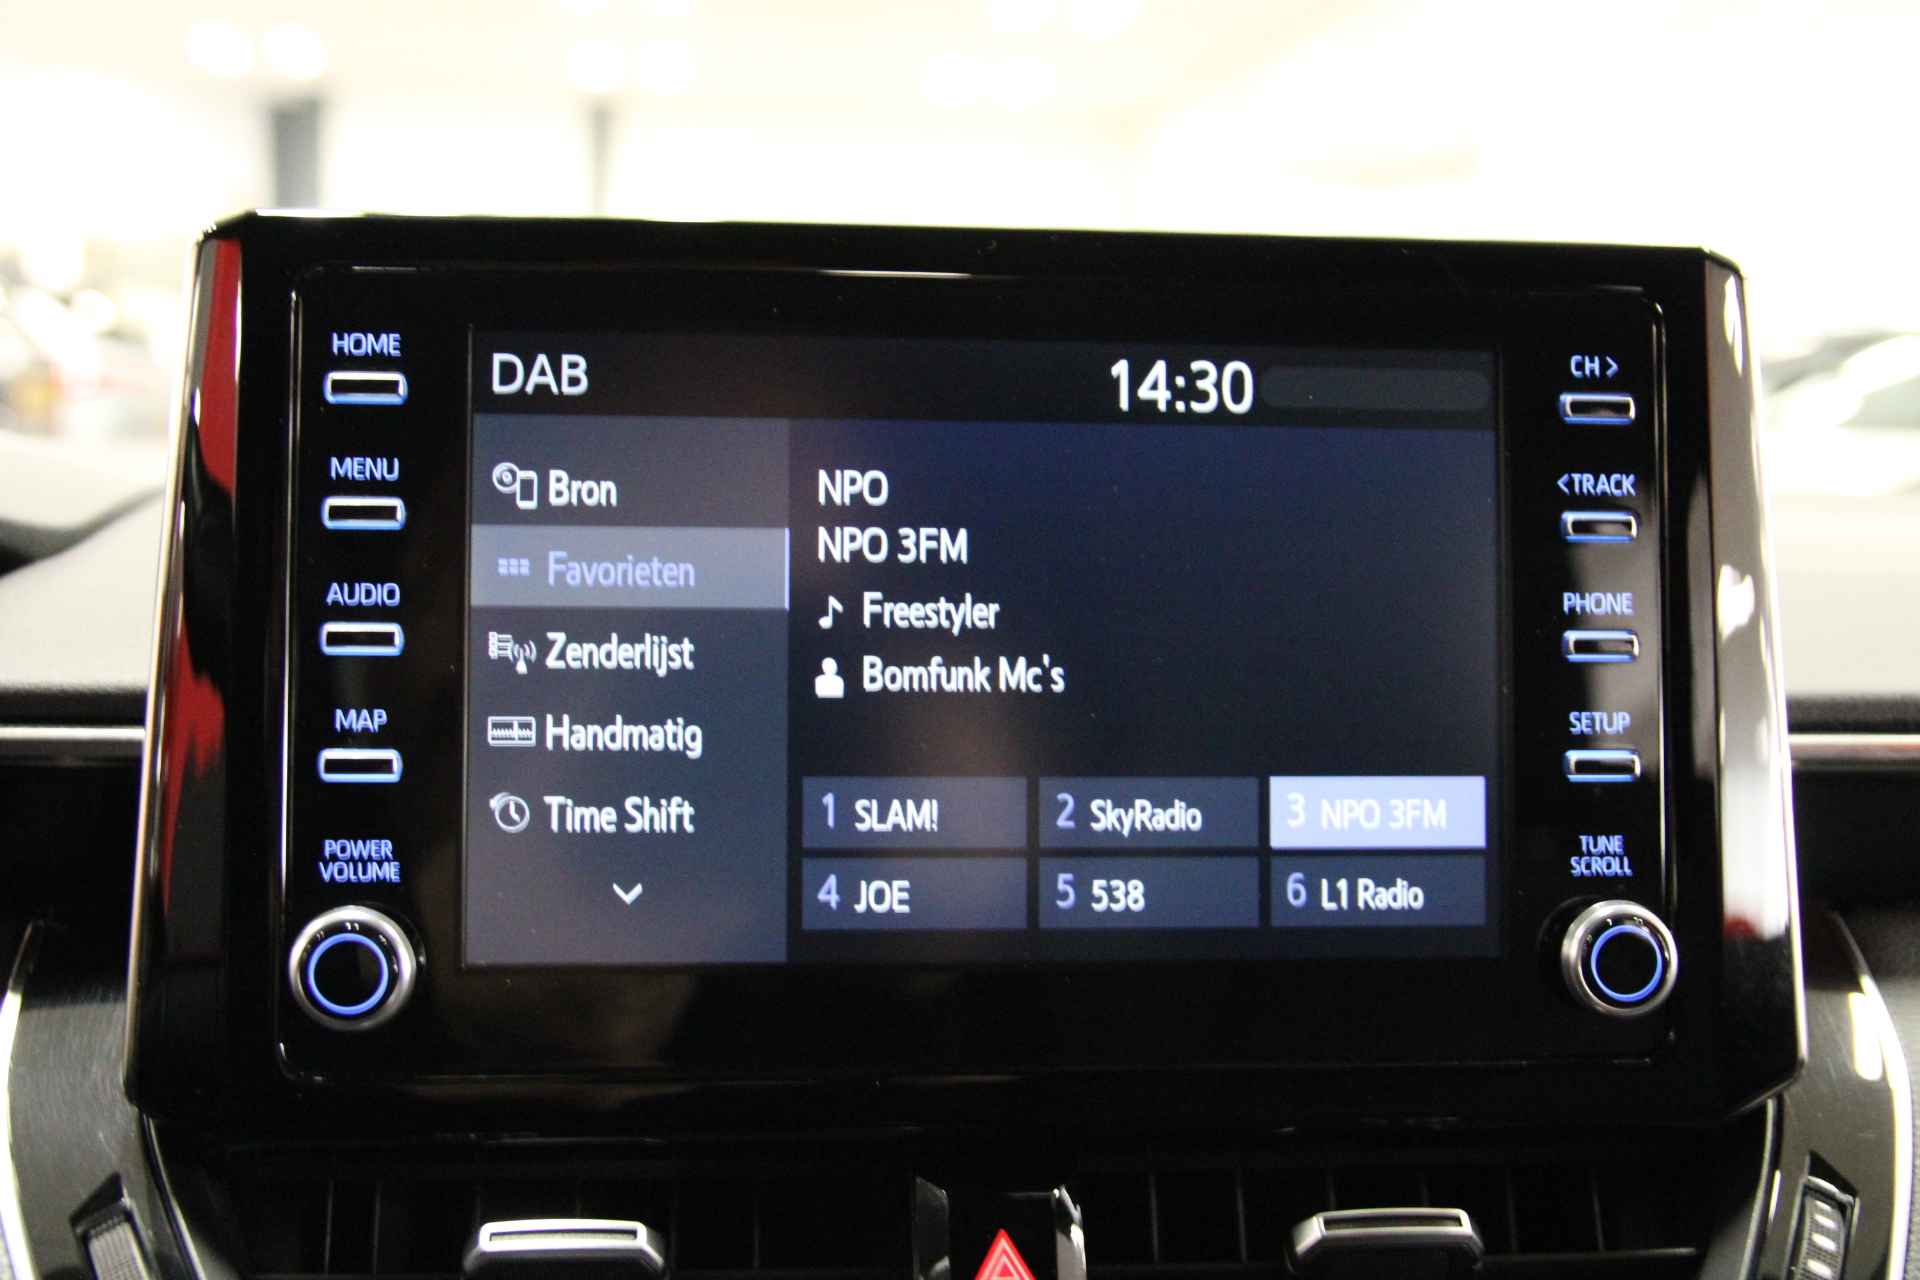 HOME
MENU
AUDIO
MAP
POWER
VOLUME
DAB
14:30
Bron
Favorieten
Zenderlijst
Handmatig
Time Shift
NPO
NPO 3FM
Freestyler
Bomfunk Mc's
1 SLAM!
2 SkyRadio
3 NPO 3FM
4 JOE
5 538
6 L1 Radio
CH >
<TRACK
PHONE
SETUP
TUNE
SCROLL